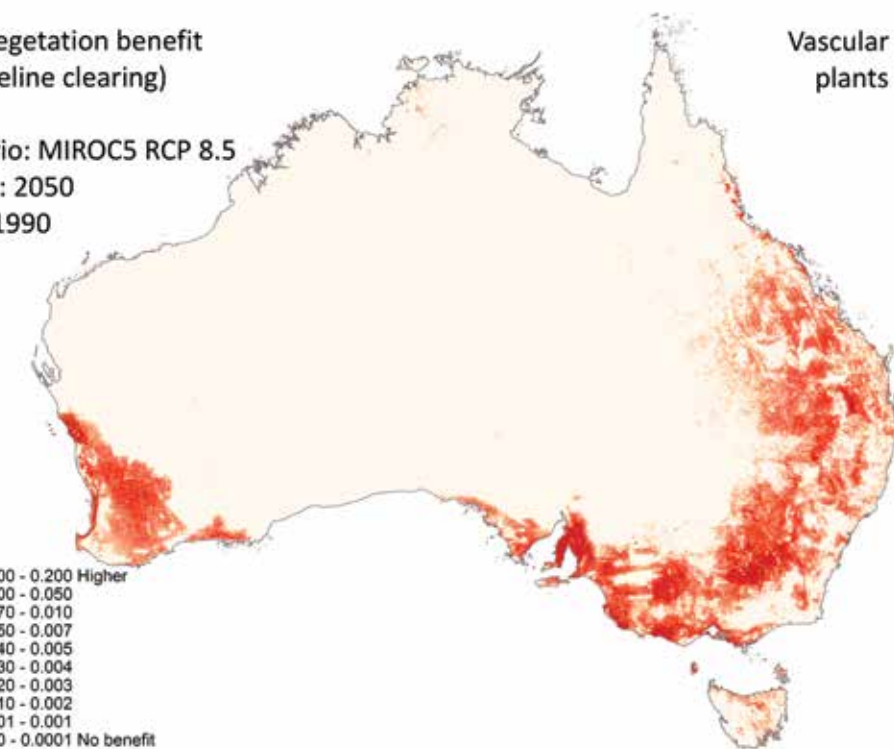 egetation benefit
eline clearing)
rio: MIROC5 RCP 8.5
: 2050
1990
Vascular
plants
00 - 0.200 Higher
00 - 0.050
70 - 0.010
50 - 0.007
40 - 0.005
30 - 0.004
20 - 0.003
10 - 0.002
01 - 0.001
0 - 0.0001 No benefit